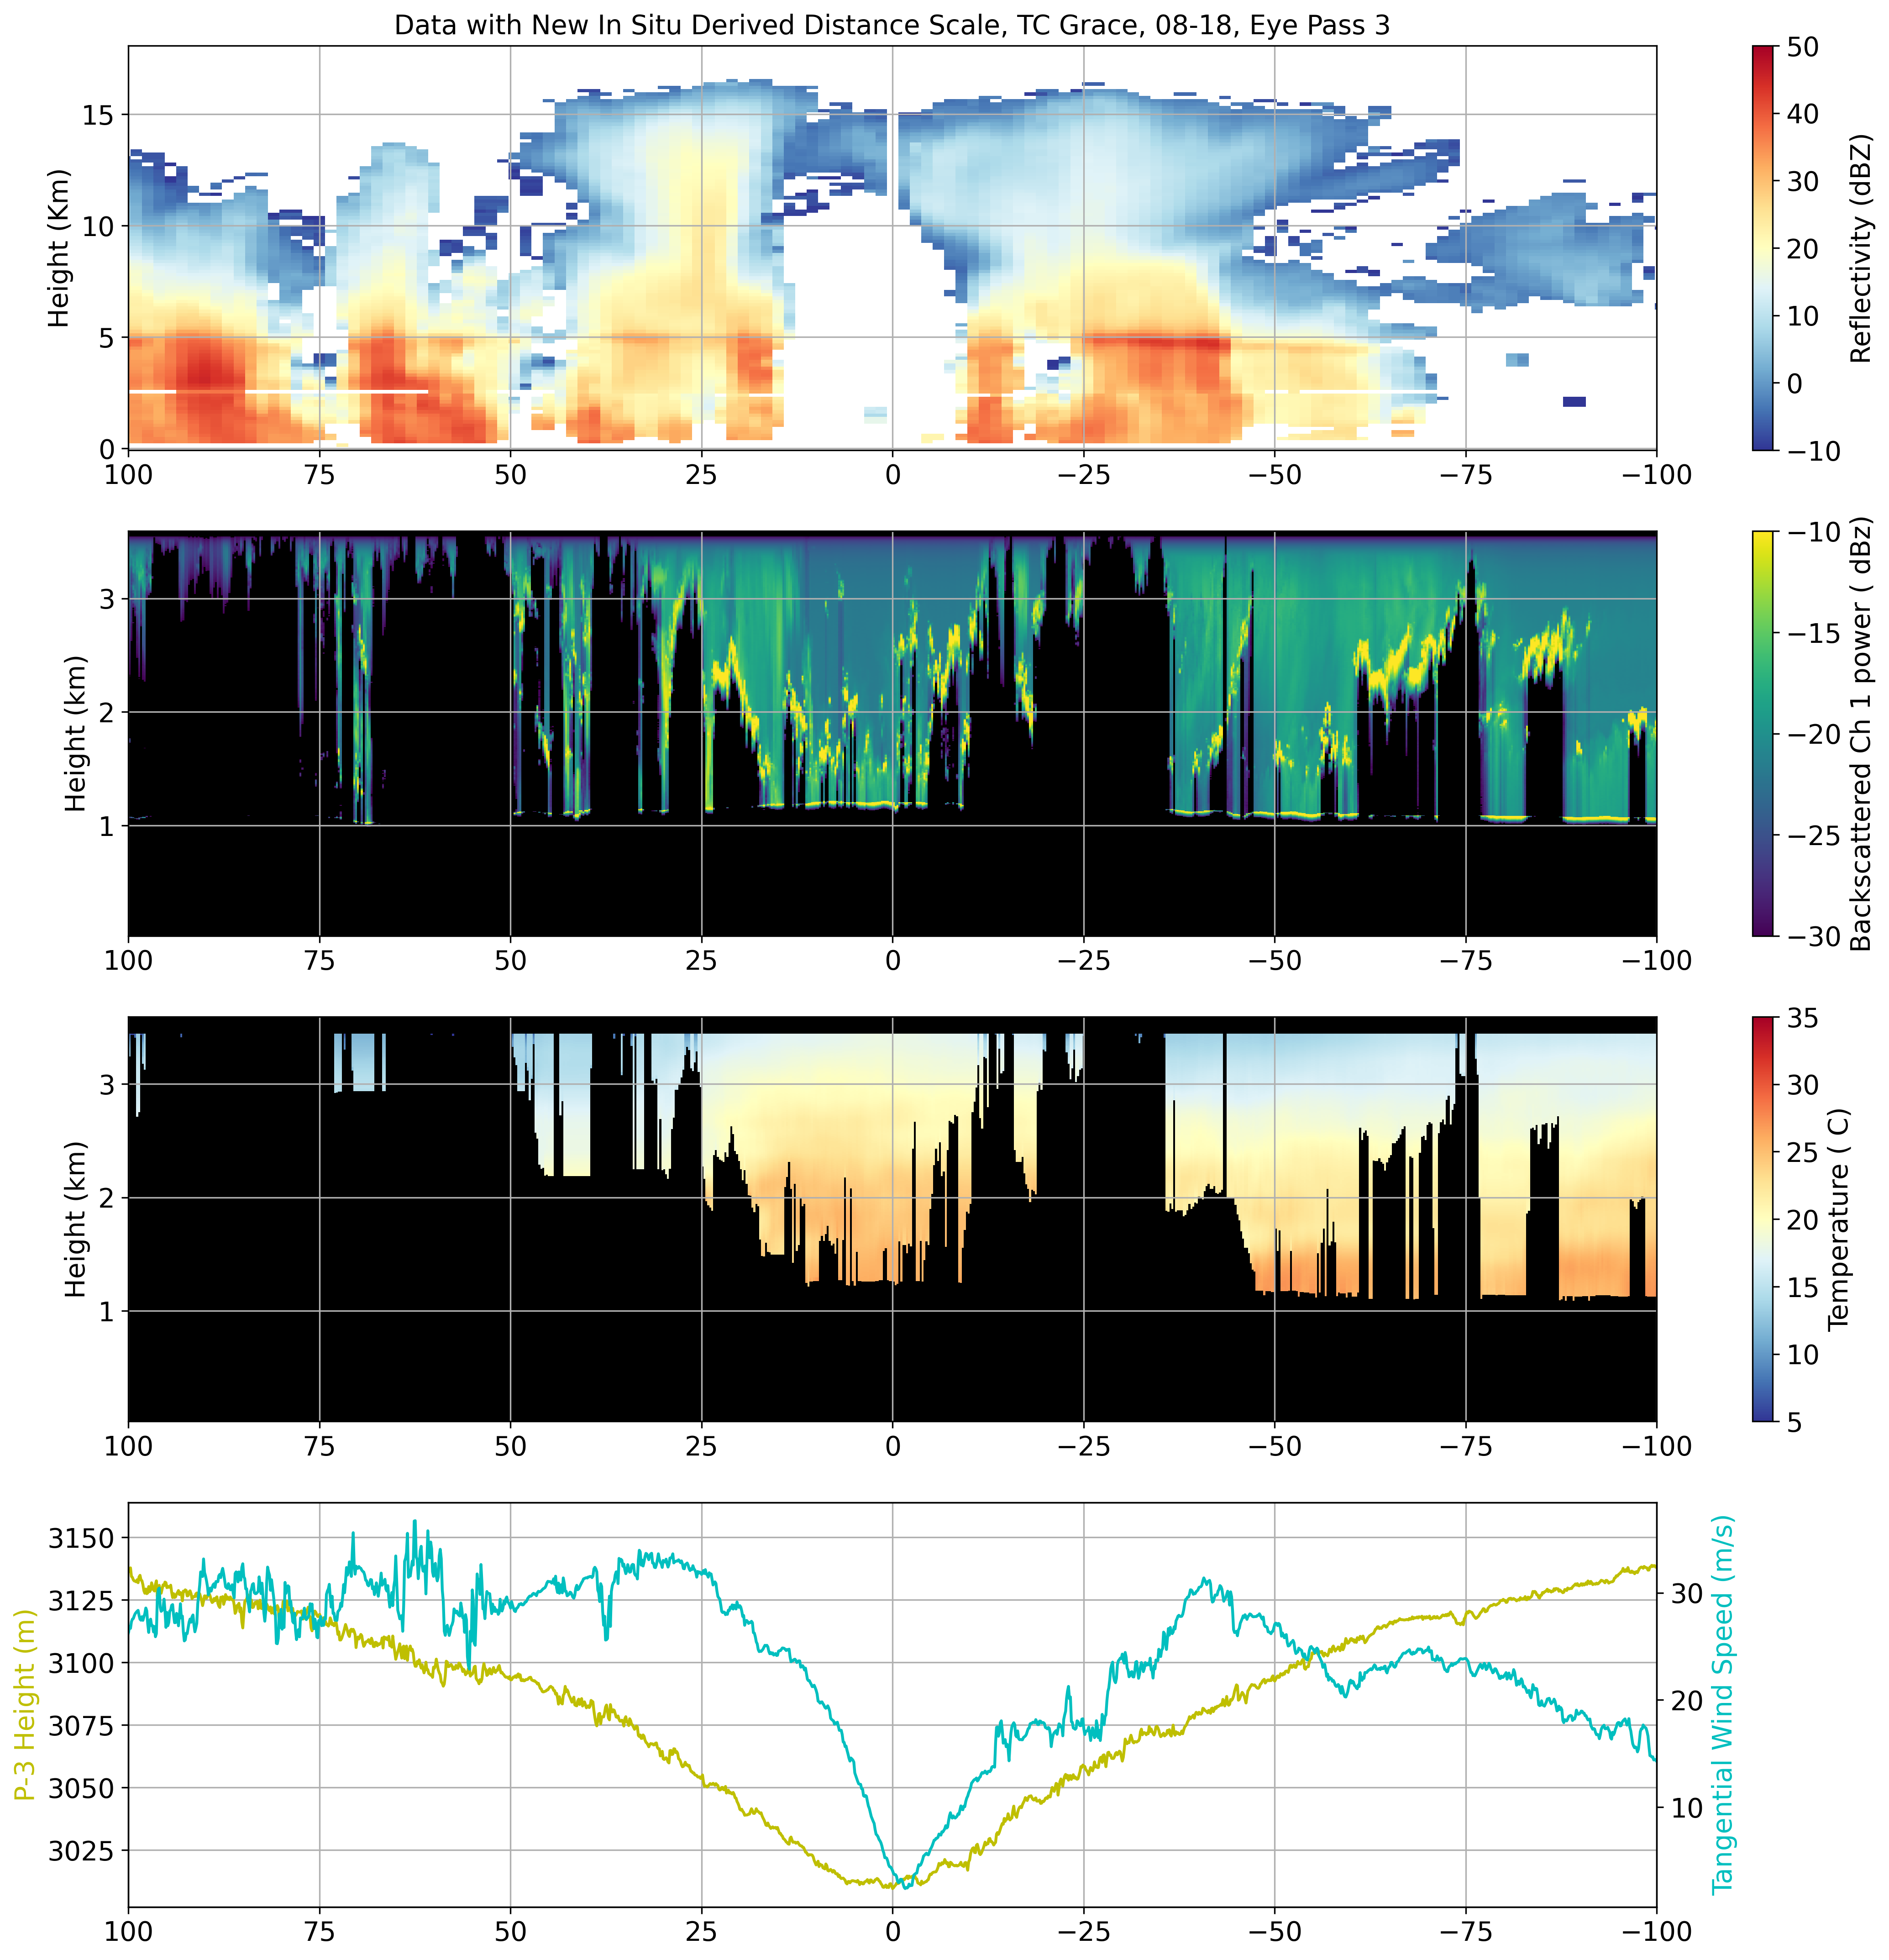 Data with New In Situ Derived Distance Scale, TC Grace, 08-18, Eye Pass 3
Height (Km)
15
10
5
0
100 75 50 25 0 −25 −50 −75 −100
50
40
30
20
10
0
−10
Reflectivity (dBZ)
Height (km)
3
2
1
100 75 50 25 0 −25 −50 −75 −100
−10
−15
−20
−25
−30
Backscattered Ch 1 power ( dBz)
Height (km)
3
2
1
100 75 50 25 0 −25 −50 −75 −100
35
30
25
20
15
10
5
Temperature ( C)
P-3 Height (m)
3150
3125
3100
3075
3050
3025
100 75 50 25 0 −25 −50 −75 −100
30
20
10
Tangential Wind Speed (m/s)